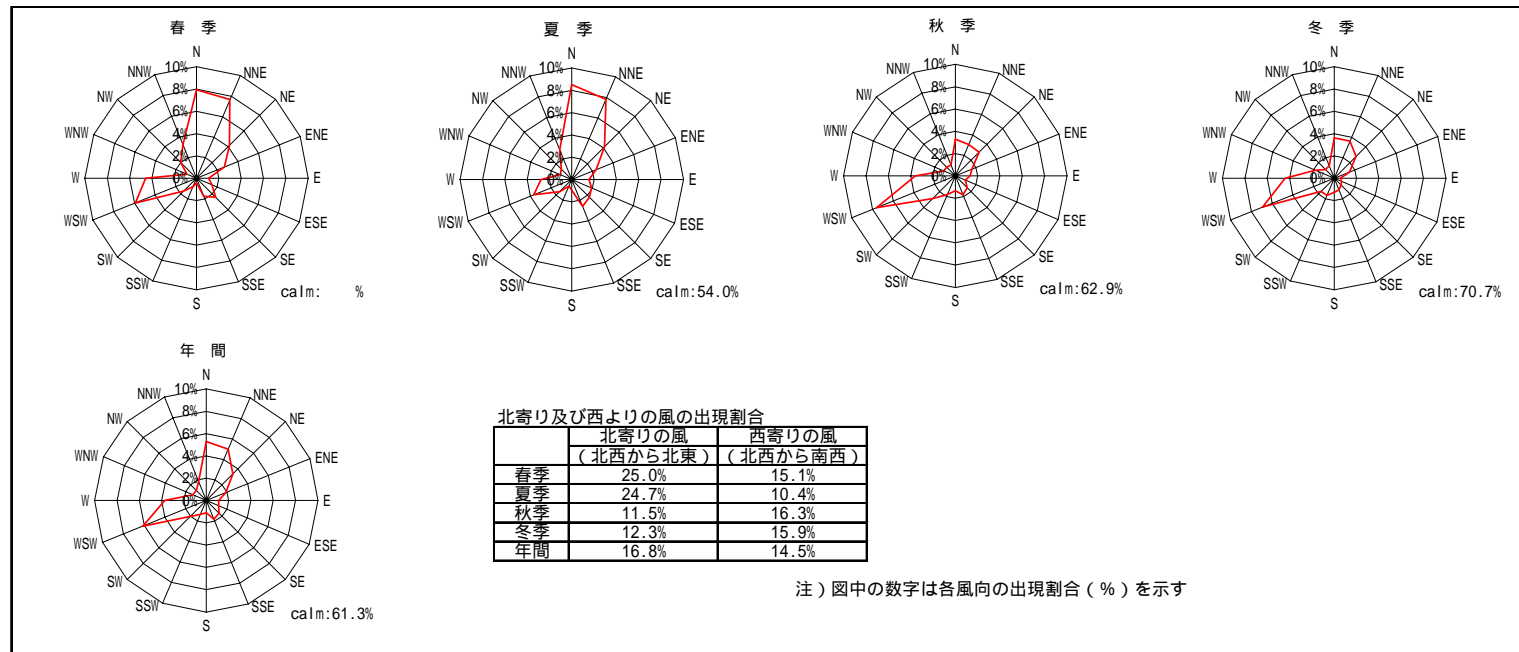 春 季
N
NNE
NE
ENE
E
ESE
SE
SSE
S
SSW
SW
WSW
W
WNW
NW
NNW
10%
8%
6%
4%
2%
0%
calm: %
夏 季
N
NNE
NE
ENE
E
ESE
SE
SSE
S
SSW
SW
WSW
W
WNW
NW
NNW
10%
8%
6%
4%
2%
0%
calm:54.0%
秋 季
N
NNE
NE
ENE
E
ESE
SE
SSE
S
SSW
SW
WSW
W
WNW
NW
NNW
10%
8%
6%
4%
2%
0%
calm:62.9%
冬 季
N
NNE
NE
ENE
E
ESE
SE
SSE
S
SSW
SW
WSW
W
WNW
NW
NNW
10%
8%
6%
4%
2%
0%
calm:70.7%
年 間
N
NNE
NE
ENE
E
ESE
SE
SSE
S
SSW
SW
WSW
W
WNW
NW
NNW
10%
8%
6%
4%
2%
0%
calm:61.3%
北寄り及び西よりの風の出現割合
北寄りの風 西寄りの風
(北西から北東) (北西から南西)
春季 25.0% 15.1%
夏季 24.7% 10.4%
秋季 11.5% 16.3%
冬季 12.3% 15.9%
年間 16.8% 14.5%
注)図中の数字は各風向の出現割合(%)を示す